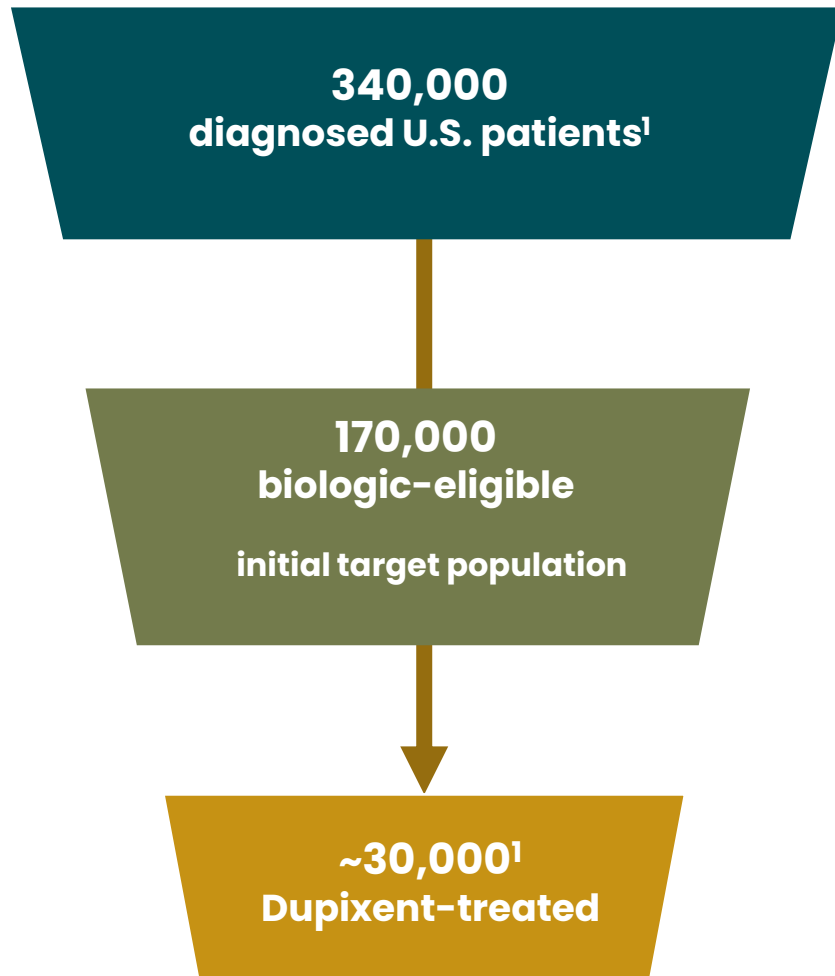 340,000
diagnosed U.S. patients¹
170,000
biologic-eligible
initial target population
~30,000¹
Dupixent-treated